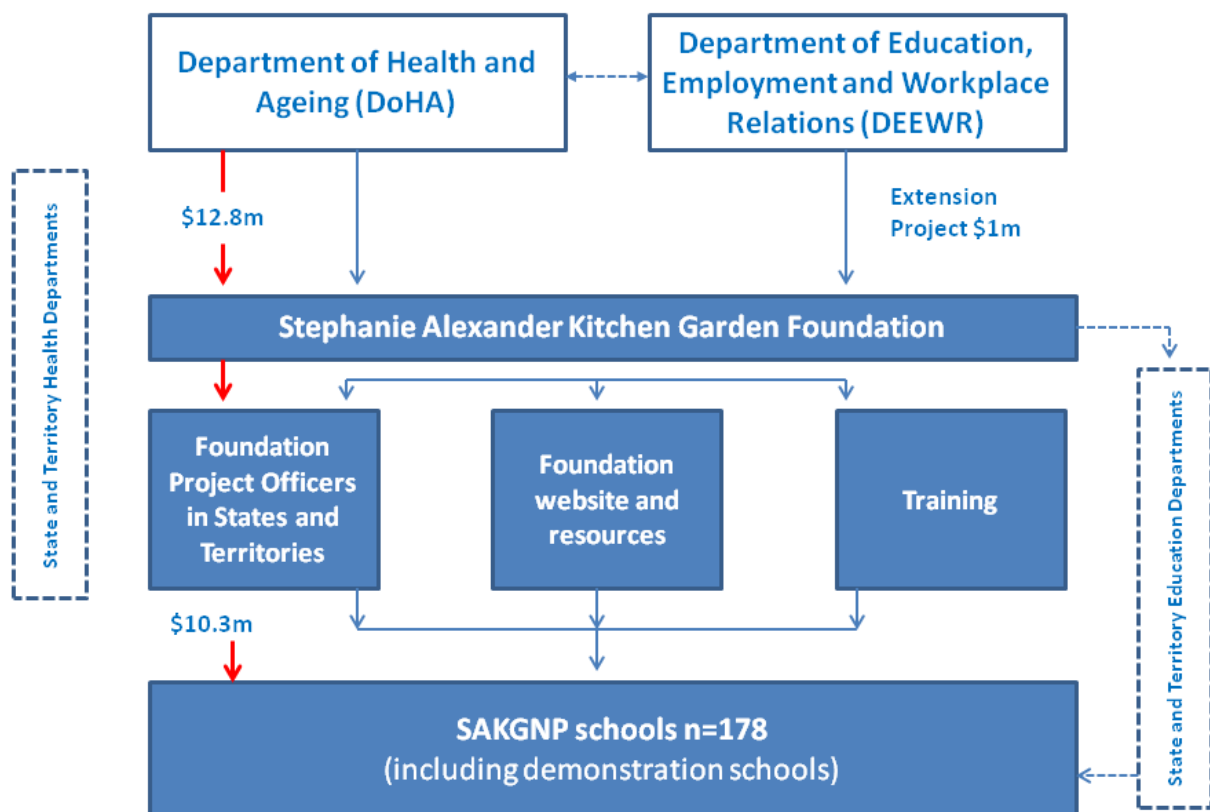 Department of Health and
Ageing (DoHA)
Department of Education,
Employment and Workplace
Relations (DEEWR)
State and Territory Health Departments
$12.8m
Extension
Project $1m
Stephanie Alexander Kitchen Garden Foundation
Foundation
Project Officers
in States and
Territories
Foundation
website and
resources
Training
State and Territory Education Departments
$10.3m
SAKGNP schools n=178
(including demonstration schools)